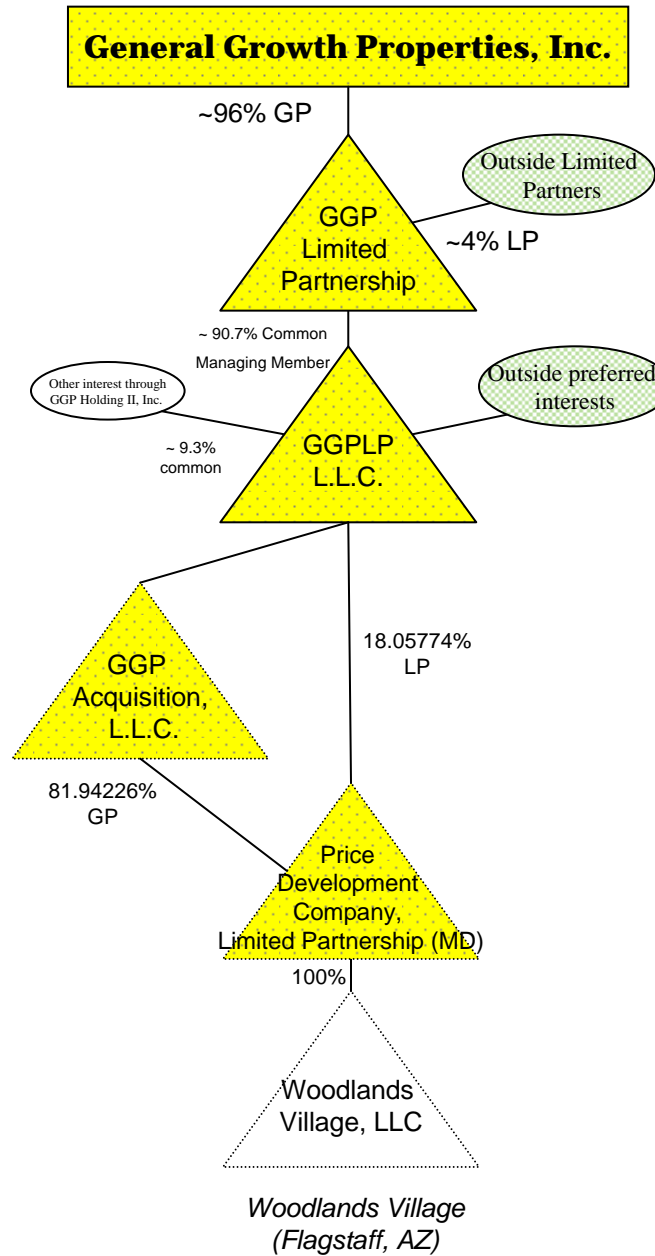 General Growth Properties, Inc.
~96% GP
Outside Limited
Partners
GGP
Limited
Partnership
~4% LP
~ 90.7% Common
Managing Member
Other interest through
GGP Holding II, Inc.
Outside preferred
interests
~ 9.3%
common
GGPLP
L.L.C.
18.05774%
LP
GGP
Acquisition,
L.L.C.
81.94226%
GP
Price
Development
Company,
Limited Partnership (MD)
100%
Woodlands
Village, LLC
Woodlands Village
(Flagstaff, AZ)